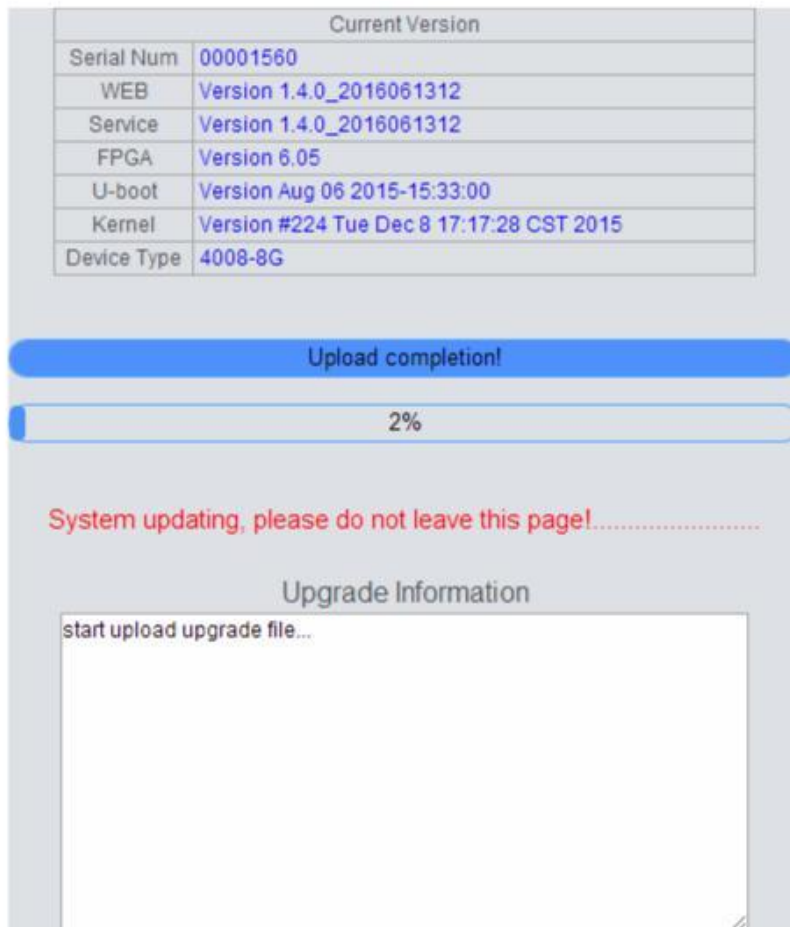 Current Version
Serial Num 00001560
WEB Version 1.4.0_2016061312
Service Version 1.4.0_2016061312
FPGA Version 6.05
U-boot Version Aug 06 2015-15:33:00
Kernel Version #224 Tue Dec 8 17:17:28 CST 2015
Device Type 4008-8G
Upload completion!
2%
System updating, please do not leave this page!........................
Upgrade Information
start upload upgrade file...